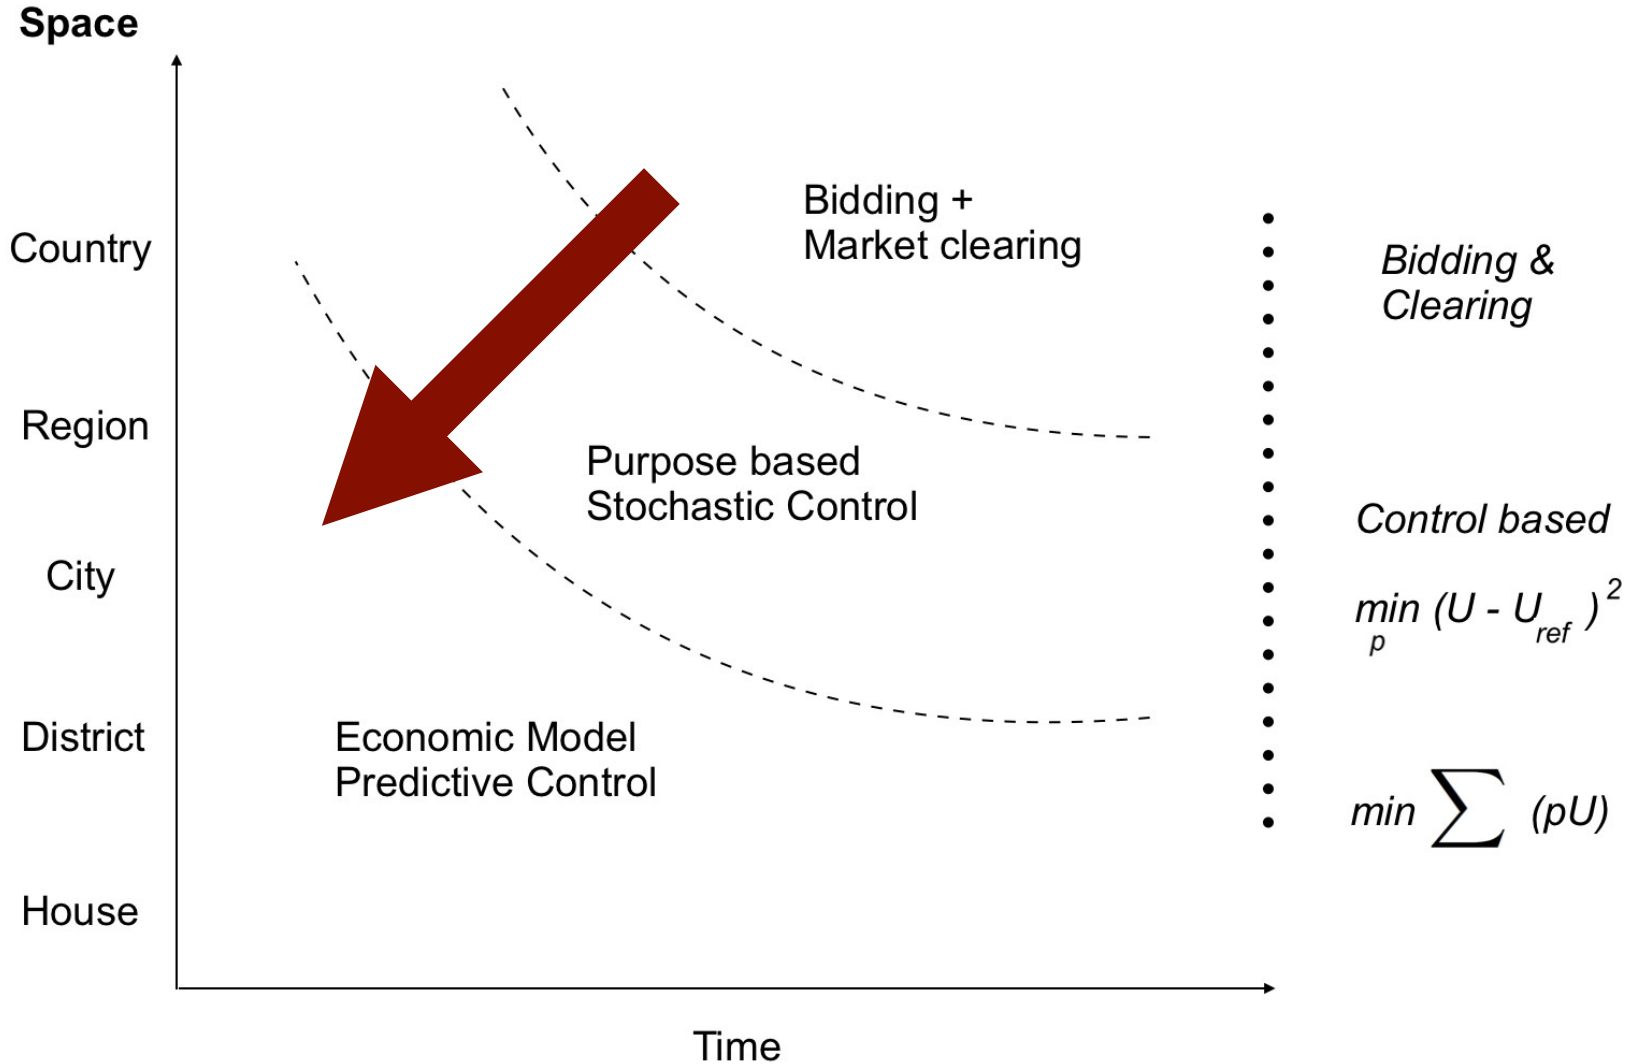 Space
Country
Region
City
District
House
Time
Bidding +
Market clearing
Purpose based
Stochastic Control
Economic Model
Predictive Control
Bidding &
Clearing
Control based
min (U - U ref )²
p
min ∑ (pU)